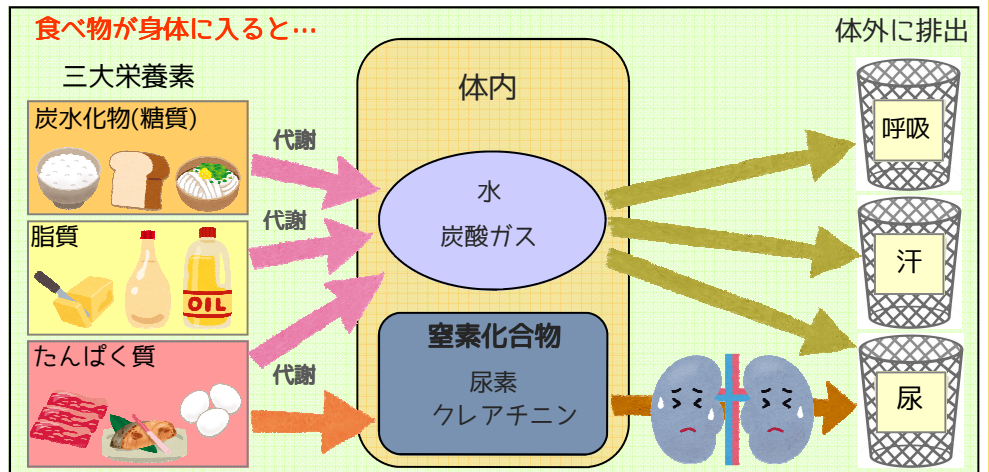 食べ物が身体に入ると…
体外に排出
三大栄養素
体内
炭水化物(糖質)
代謝
呼吸
水
炭酸ガス
代謝
脂質
OIL
汗
たんぱく質
代謝
窒素化合物
尿素
クレアチニン
尿